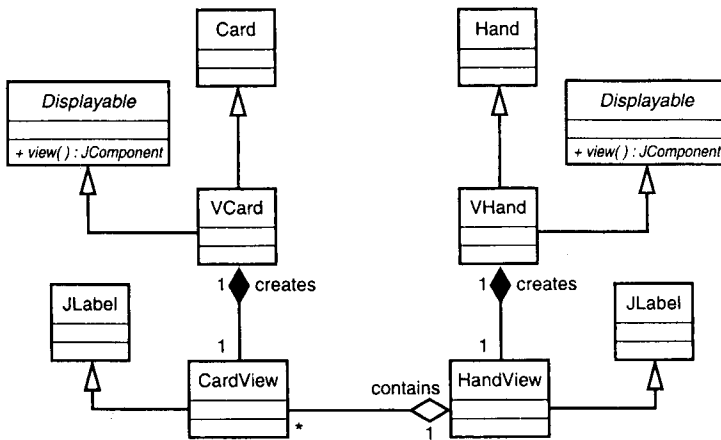 Card
Hand
Displayable
+ view( ) : JComponent
Displayable
+ view( ) : JComponent
VCard
VHand
1 creates
1 creates
JLabel
JLabel
1
1
CardView
contains
HandView
*
1